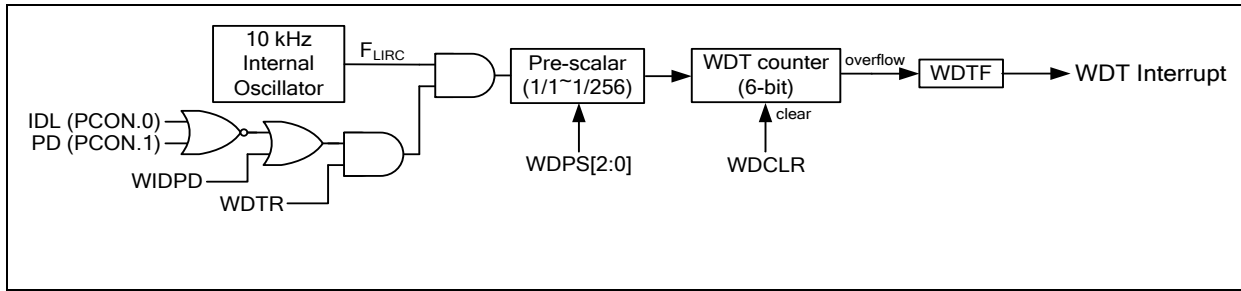 10 kHz
Internal
Oscillator
F_LIRC
Pre-scalar
(1/1~1/256)
WDT counter
(6-bit)
overflow
WDTF
WDT Interrupt
IDL (PCON.0)
PD (PCON.1)
WIDPD
WDTR
WDPS[2:0]
clear
WDCLR